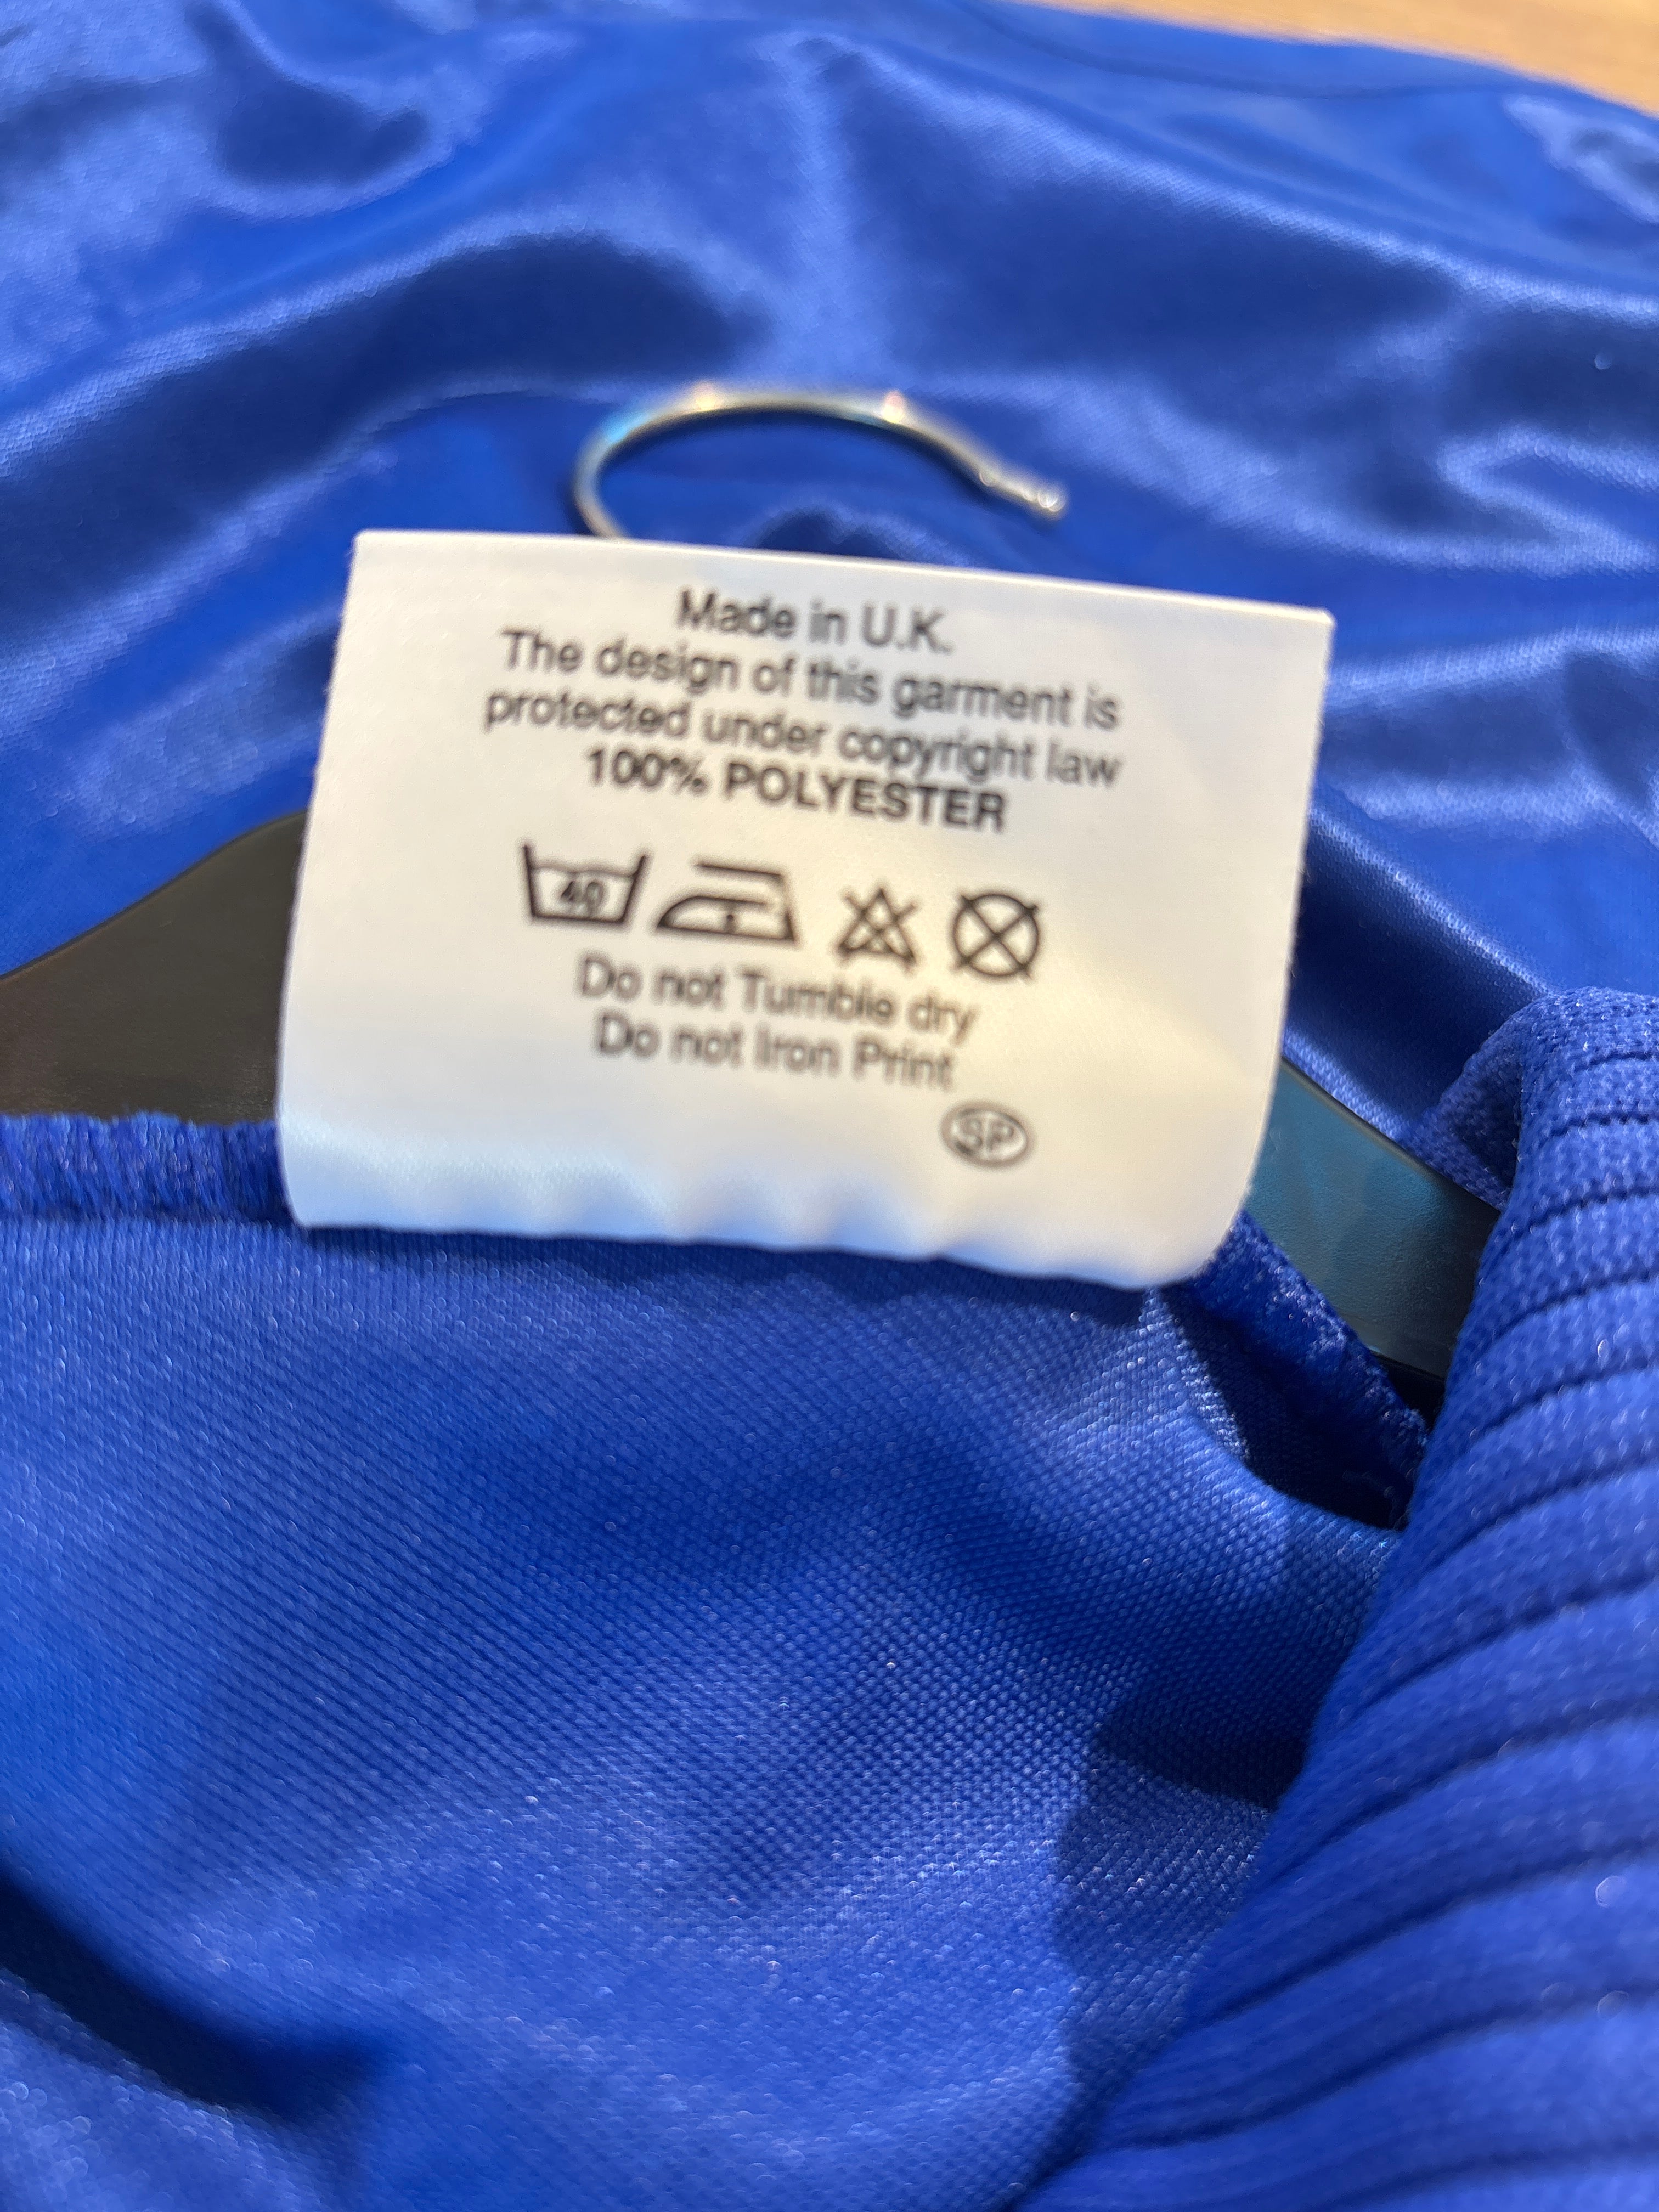 Made in U.K.
The design of this garment is
protected under copyright law
100% POLYESTER
40
Do not Tumble dry
Do not Iron Print
SP